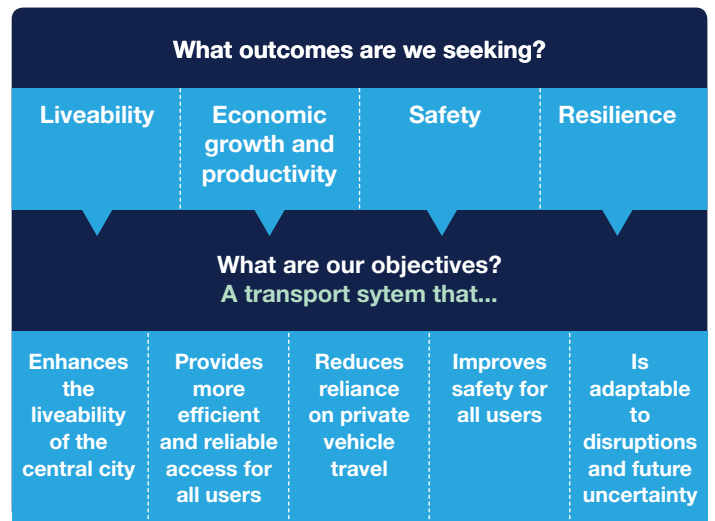 What outcomes are we seeking?
Liveability
Economic
growth and
productivity
Safety
Resilience
What are our objectives?
A transport sytem that...
Enhances
the
liveability
of the
central city
Provides
more
efficient
and reliable
access for
all users
Reduces
reliance
on private
vehicle
travel
Improves
safety for
all users
Is
adaptable
to
disruptions
and future
uncertainty